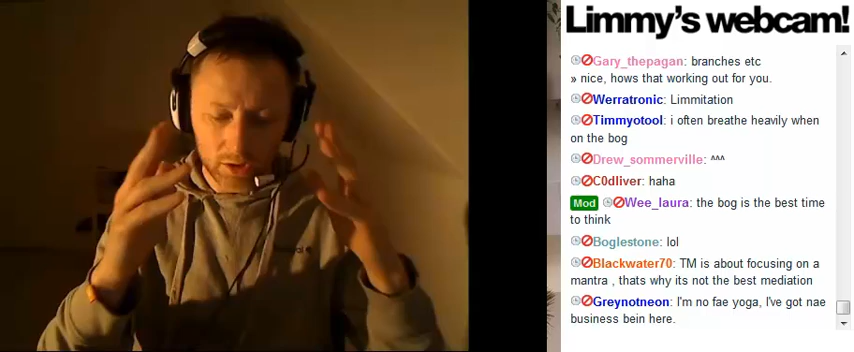 Limmy's webcam!
Gary_thepagan: branches etc
» nice, hows that working out for you.
Werratronic: Limmitation
Timmyotool: i often breathe heavily when
on the bog
Drew_sommerville: ^^^
C0dliver: haha
Mod Wee_laura: the bog is the best time
to think
Boglestone: lol
Blackwater70: TM is about focusing on a
mantra , thats why its not the best mediation
Greynotneon: I'm no fae yoga, I've got nae
business bein here.